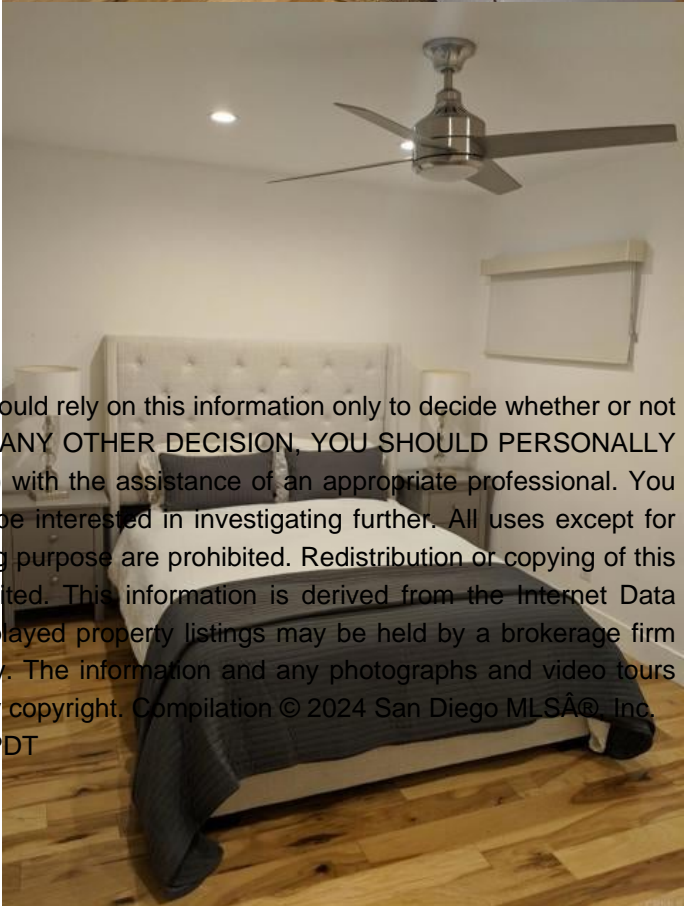 ould rely on this information only to decide whether or not
ANY OTHER DECISION, YOU SHOULD PERSONALLY
with the assistance of an appropriate professional. You
be interested in investigating further. All uses except for
g purpose are prohibited. Redistribution or copying of this
ited. This information is derived from the Internet Data
played property listings may be held by a brokerage firm
y. The information and any photographs and video tours
copyright. Compilation © 2024 San Diego MLSÂ®, Inc.
PDT